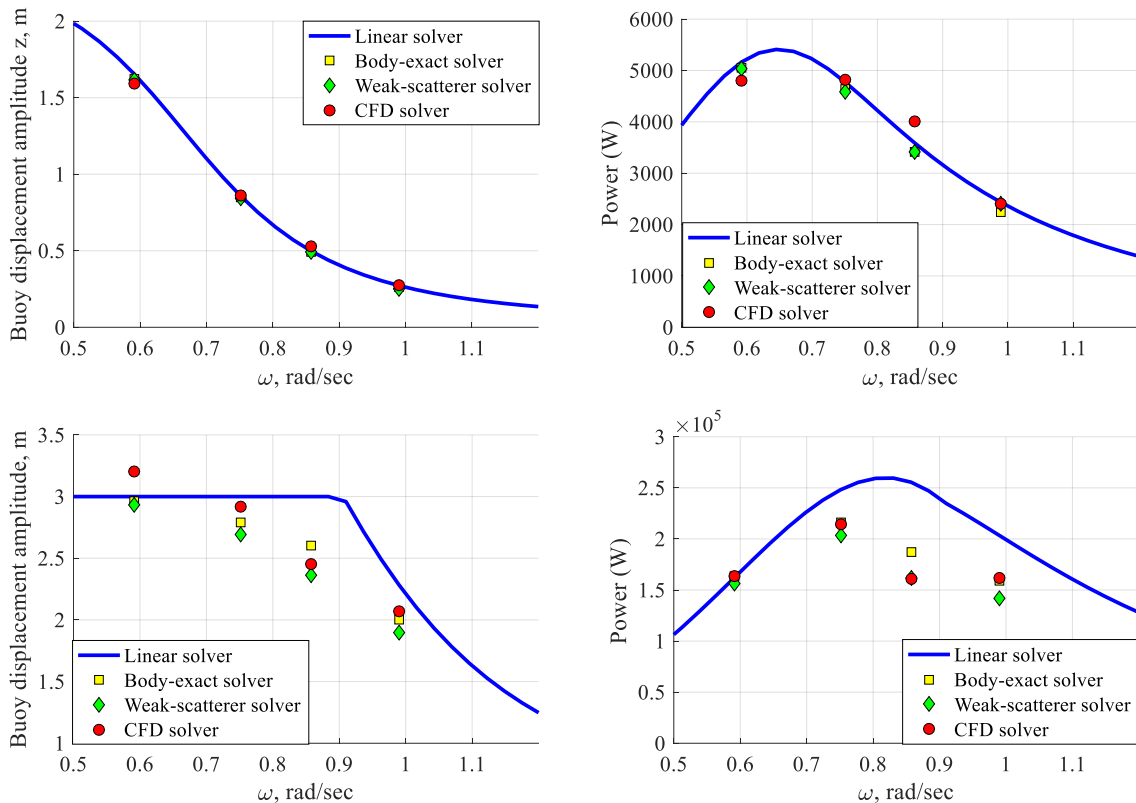 Buoy displacement amplitude z, m
2
1.5
1
0.5
0
0.5 0.6 0.7 0.8 0.9 1 1.1
ω, rad/sec
Linear solver
Body-exact solver
Weak-scatterer solver
CFD solver
Power (W)
6000
5000
4000
3000
2000
1000
0
0.5 0.6 0.7 0.8 0.9 1 1.1
ω, rad/sec
Linear solver
Body-exact solver
Weak-scatterer solver
CFD solver
Buoy displacement amplitude, m
3.5
3
2.5
2
1.5
1
0.5 0.6 0.7 0.8 0.9 1 1.1
ω, rad/sec
Linear solver
Body-exact solver
Weak-scatterer solver
CFD solver
×10⁵
Power (W)
3
2.5
2
1.5
1
0.5
0
0.5 0.6 0.7 0.8 0.9 1 1.1
ω, rad/sec
Linear solver
Body-exact solver
Weak-scatterer solver
CFD solver